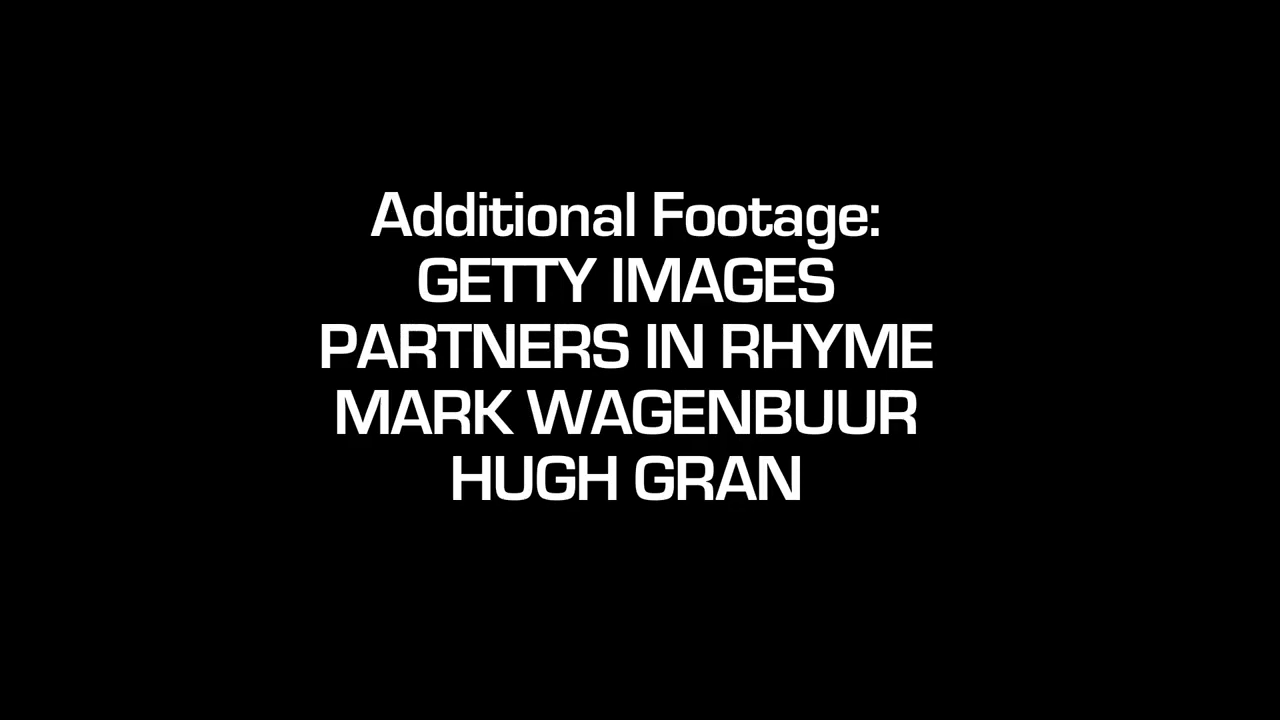 Additional Footage:
GETTY IMAGES
PARTNERS IN RHYME
MARK WAGENBUUR
HUGH GRAN